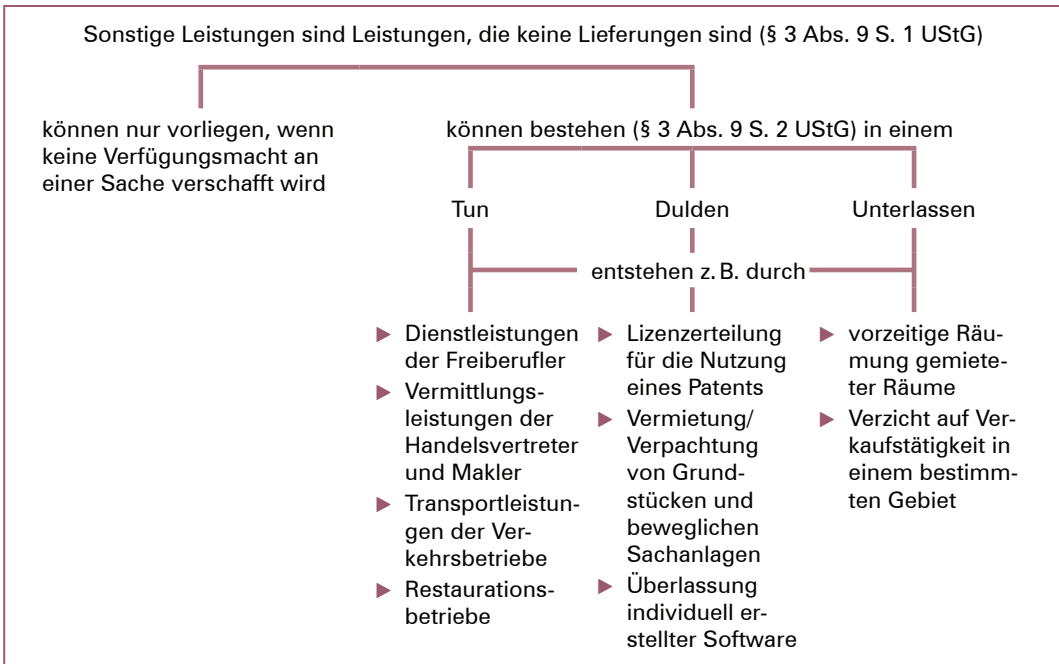 Sonstige Leistungen sind Leistungen, die keine Lieferungen sind (§ 3 Abs. 9 S. 1 UStG)
können nur vorliegen, wenn
keine Verfügungsmacht an
einer Sache verschafft wird
können bestehen (§ 3 Abs. 9 S. 2 UStG) in einem
Tun
Dulden
Unterlassen
entstehen z. B. durch
▶ Dienstleistungen
der Freiberufler
▶ Vermittlungs-
leistungen der
Handelsvertreter
und Makler
▶ Transportleistun-
gen der Ver-
kehrsbetriebe
▶ Restaurations-
betriebe
▶ Lizenzerteilung
für die Nutzung
eines Patents
▶ Vermietung/
Verpachtung
von Grund-
stücken und
beweglichen
Sachanlagen
▶ Überlassung
individuell er-
stellter Software
▶ vorzeitige Räu-
mung gemiete-
ter Räume
▶ Verzicht auf Ver-
kaufstätigkeit in
einem bestimm-
ten Gebiet